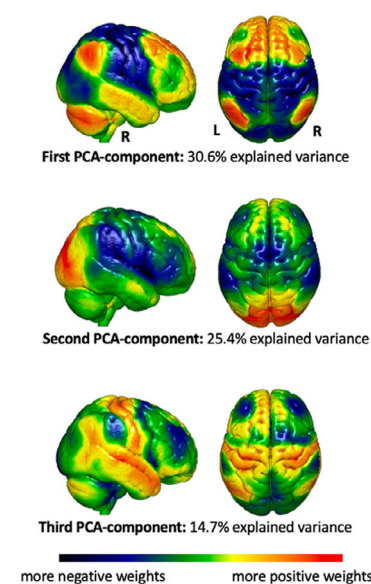 R
L R
First PCA-component: 30.6% explained variance
Second PCA-component: 25.4% explained variance
Third PCA-component: 14.7% explained variance
more negative weights more positive weights